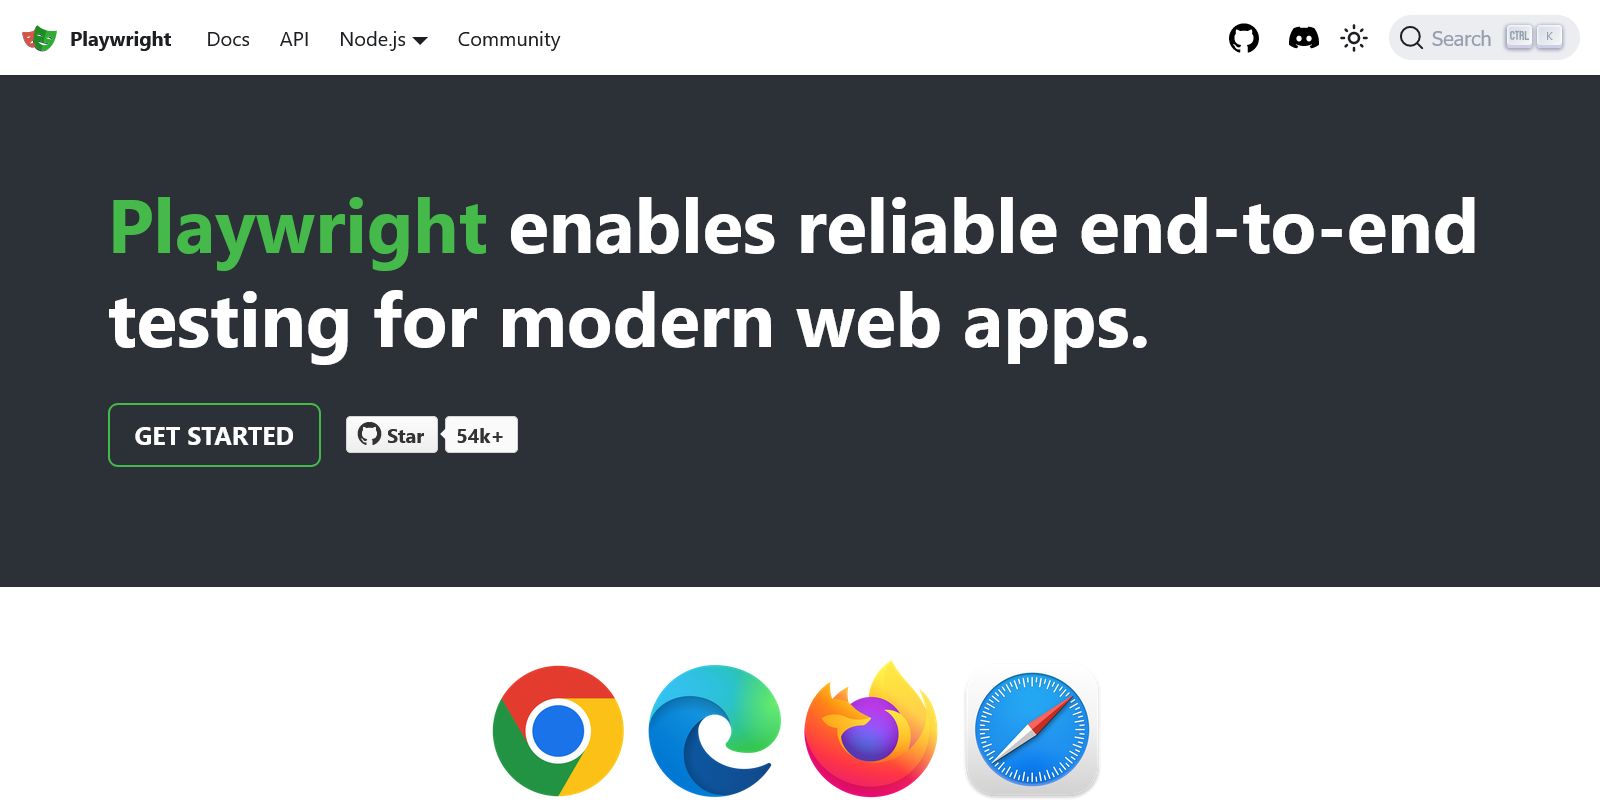 Playwright Docs API Node.js Community Search CTRL K
Playwright enables reliable end-to-end
testing for modern web apps.
GET STARTED Star 54k+